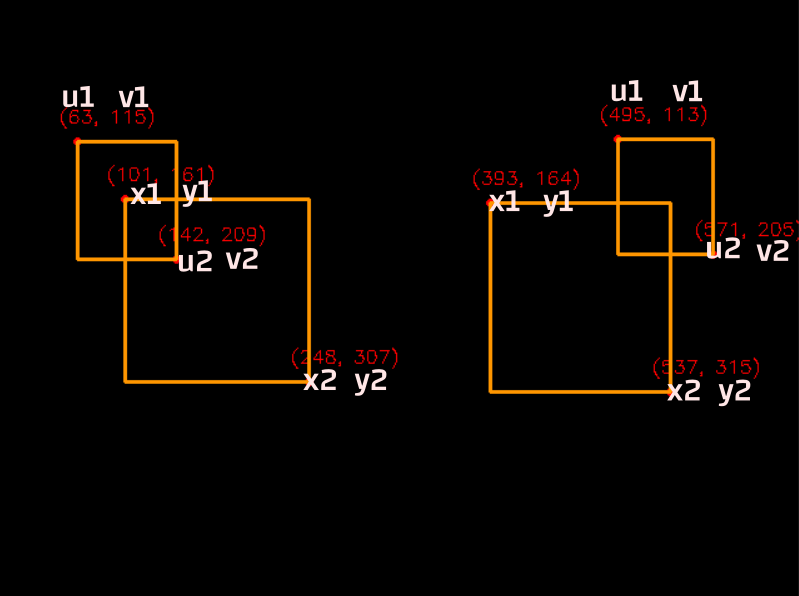 u1 v1
(63, 115)
(101, 161)
x1 y1
(142, 209)
u2 v2
(248, 307)
x2 y2
u1 v1
(495, 113)
(393, 164)
x1 y1
(571, 205)
u2 v2
(537, 315)
x2 y2